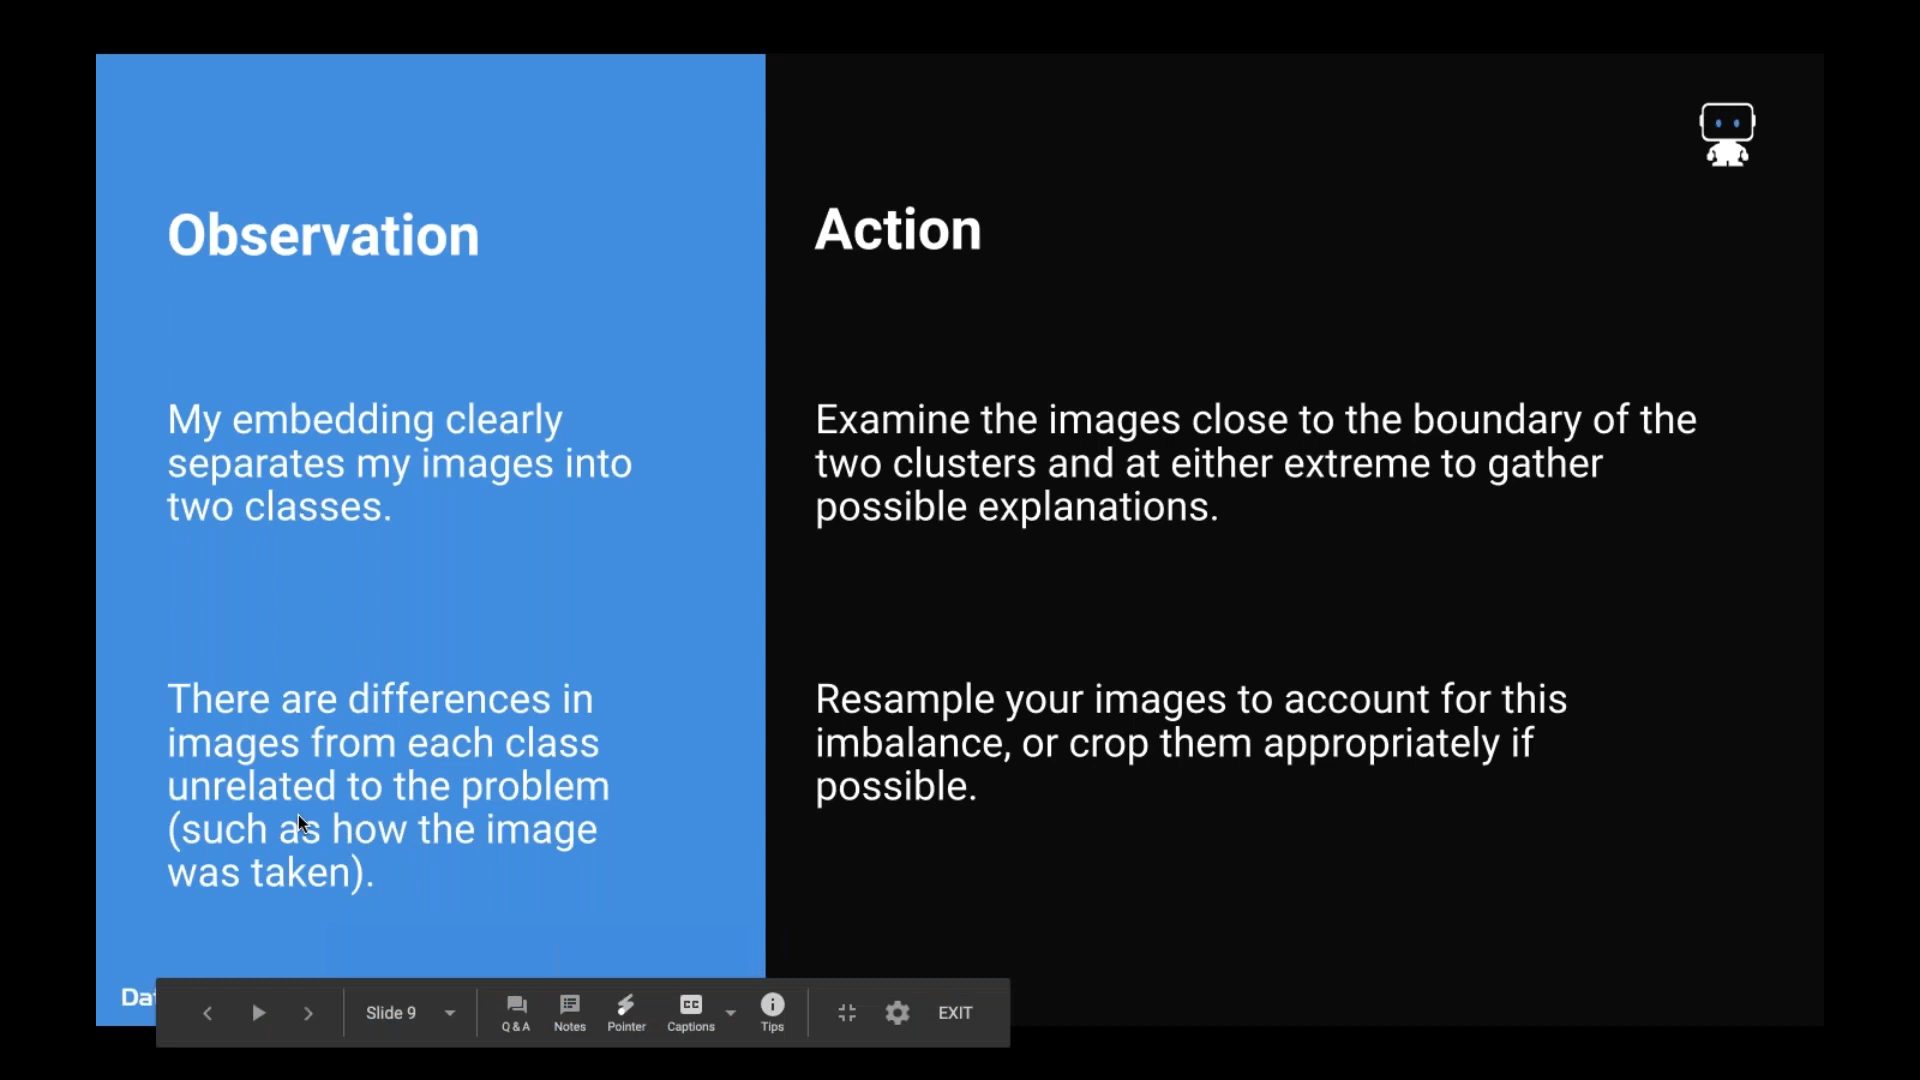 Observation
My embedding clearly
separates my images into
two classes.
There are differences in
images from each class
unrelated to the problem
(such as how the image
was taken).
Action
Examine the images close to the boundary of the
two clusters and at either extreme to gather
possible explanations.
Resample your images to account for this
imbalance, or crop them appropriately if
possible.
Slide 9
Q & A
Notes
Pointer
CC
Captions
Tips
EXIT